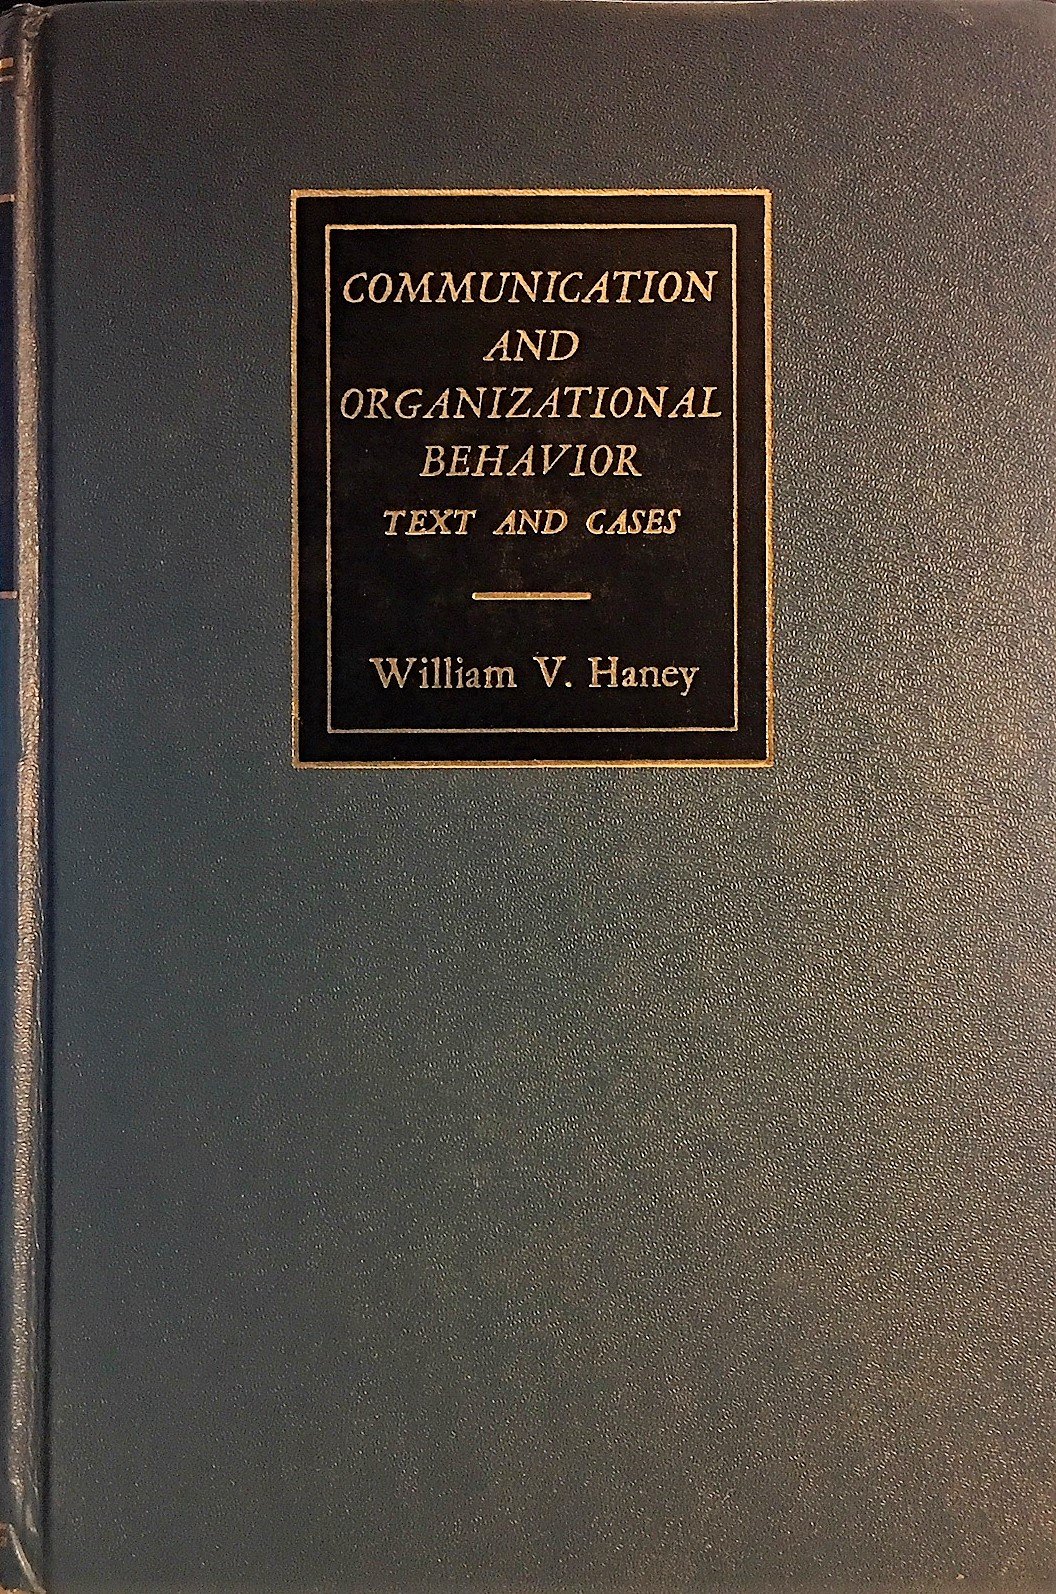 COMMUNICATION
AND
ORGANIZATIONAL
BEHAVIOR
TEXT AND CASES
William V. Haney